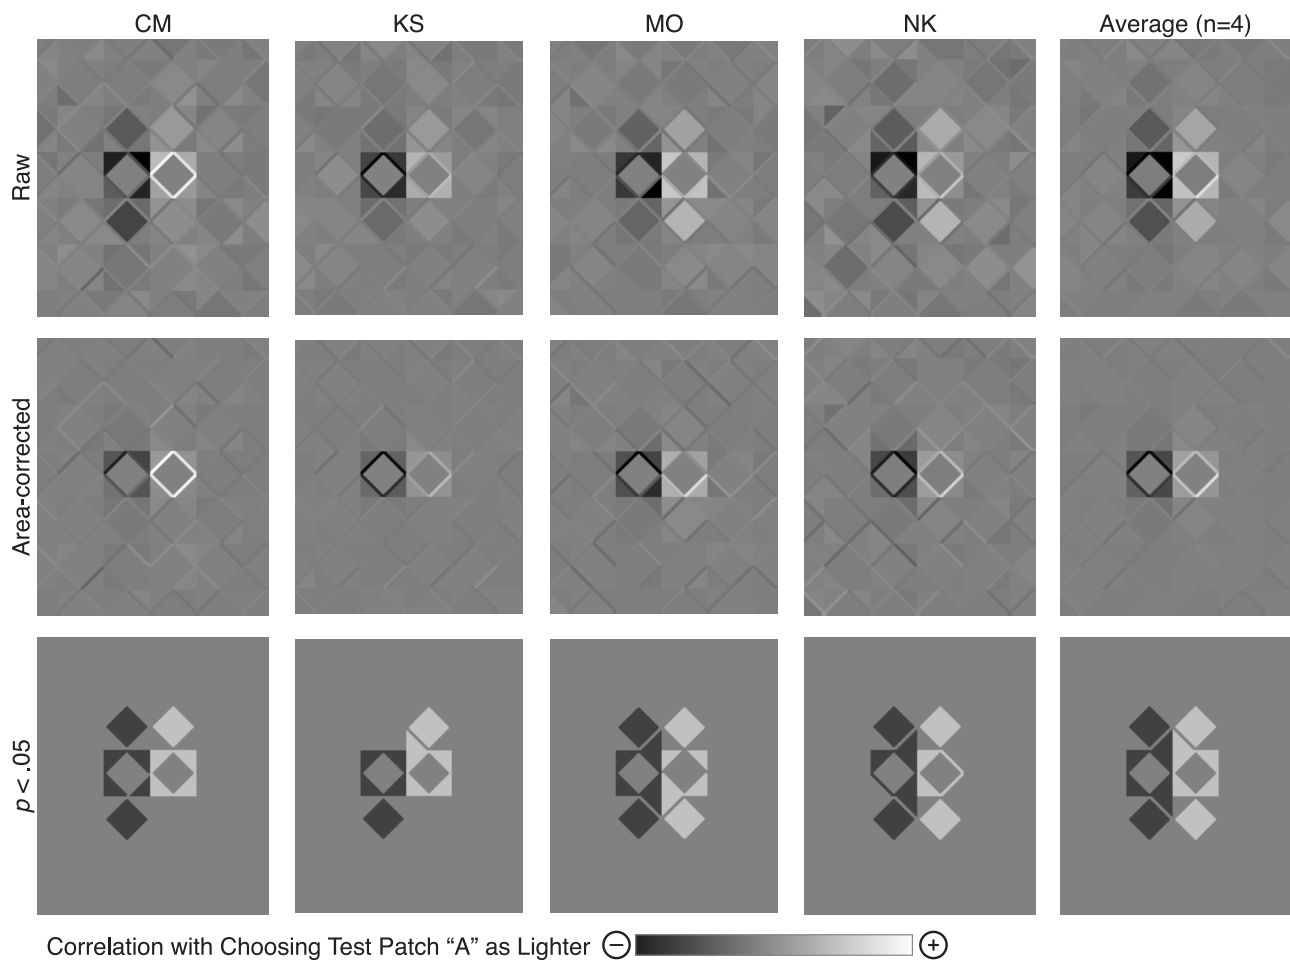 CM KS MO NK Average (n=4)
Raw
Area-corrected
p < .05
Correlation with Choosing Test Patch “A” as Lighter − +